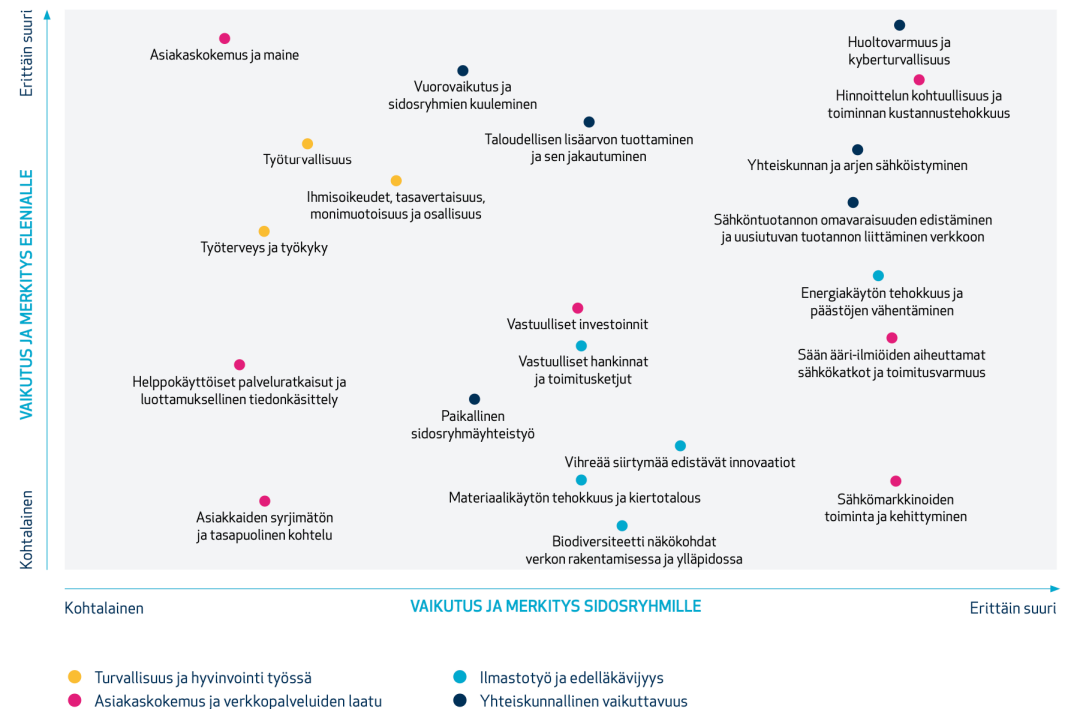 Erittäin suuri
VAIKUTUS JA MERKITYS ELENIALLE
Kohtalainen
Asiakaskokemus ja maine
Huoltovarmuus ja
kyberturvallisuus
Vuorovaikutus ja
sidosryhmien kuuleminen
Hinnoittelun kohtuullisuus ja
toiminnan kustannustehokkuus
Taloudellisen lisäarvon tuottaminen
ja sen jakautuminen
Työturvallisuus
Yhteiskunnan ja arjen sähköistyminen
Ihmisoikeudet, tasavertaisuus,
monimuotoisuus ja osallisuus
Sähköntuotannon omavaraisuuden edistäminen
ja uusiutuvan tuotannon liittäminen verkkoon
Työterveys ja työkyky
Energiakäytön tehokkuus ja
päästöjen vähentäminen
Vastuulliset investoinnit
Sään ääri-ilmiöiden aiheuttamat
sähkökatkot ja toimitusvarmuus
Vastuulliset hankinnat
ja toimitusketjut
Helppokäyttöiset palveluratkaisut ja
luottamuksellinen tiedonkäsittely
Paikallinen
sidosryhmäyhteistyö
Vihreää siirtymää edistävät innovaatiot
Materiaalikäytön tehokkuus ja kiertotalous
Sähkömarkkinoiden
toiminta ja kehittyminen
Asiakkaiden syrjimätön
ja tasapuolinen kohtelu
Biodiversiteetti näkökohdat
verkon rakentamisessa ja ylläpidossa
Kohtalainen
VAIKUTUS JA MERKITYS SIDOSRYHMILLE
Erittäin suuri
Turvallisuus ja hyvinvointi työssä
Asiakaskokemus ja verkkopalveluiden laatu
Ilmastotyö ja edelläkävijyys
Yhteiskunnallinen vaikuttavuus